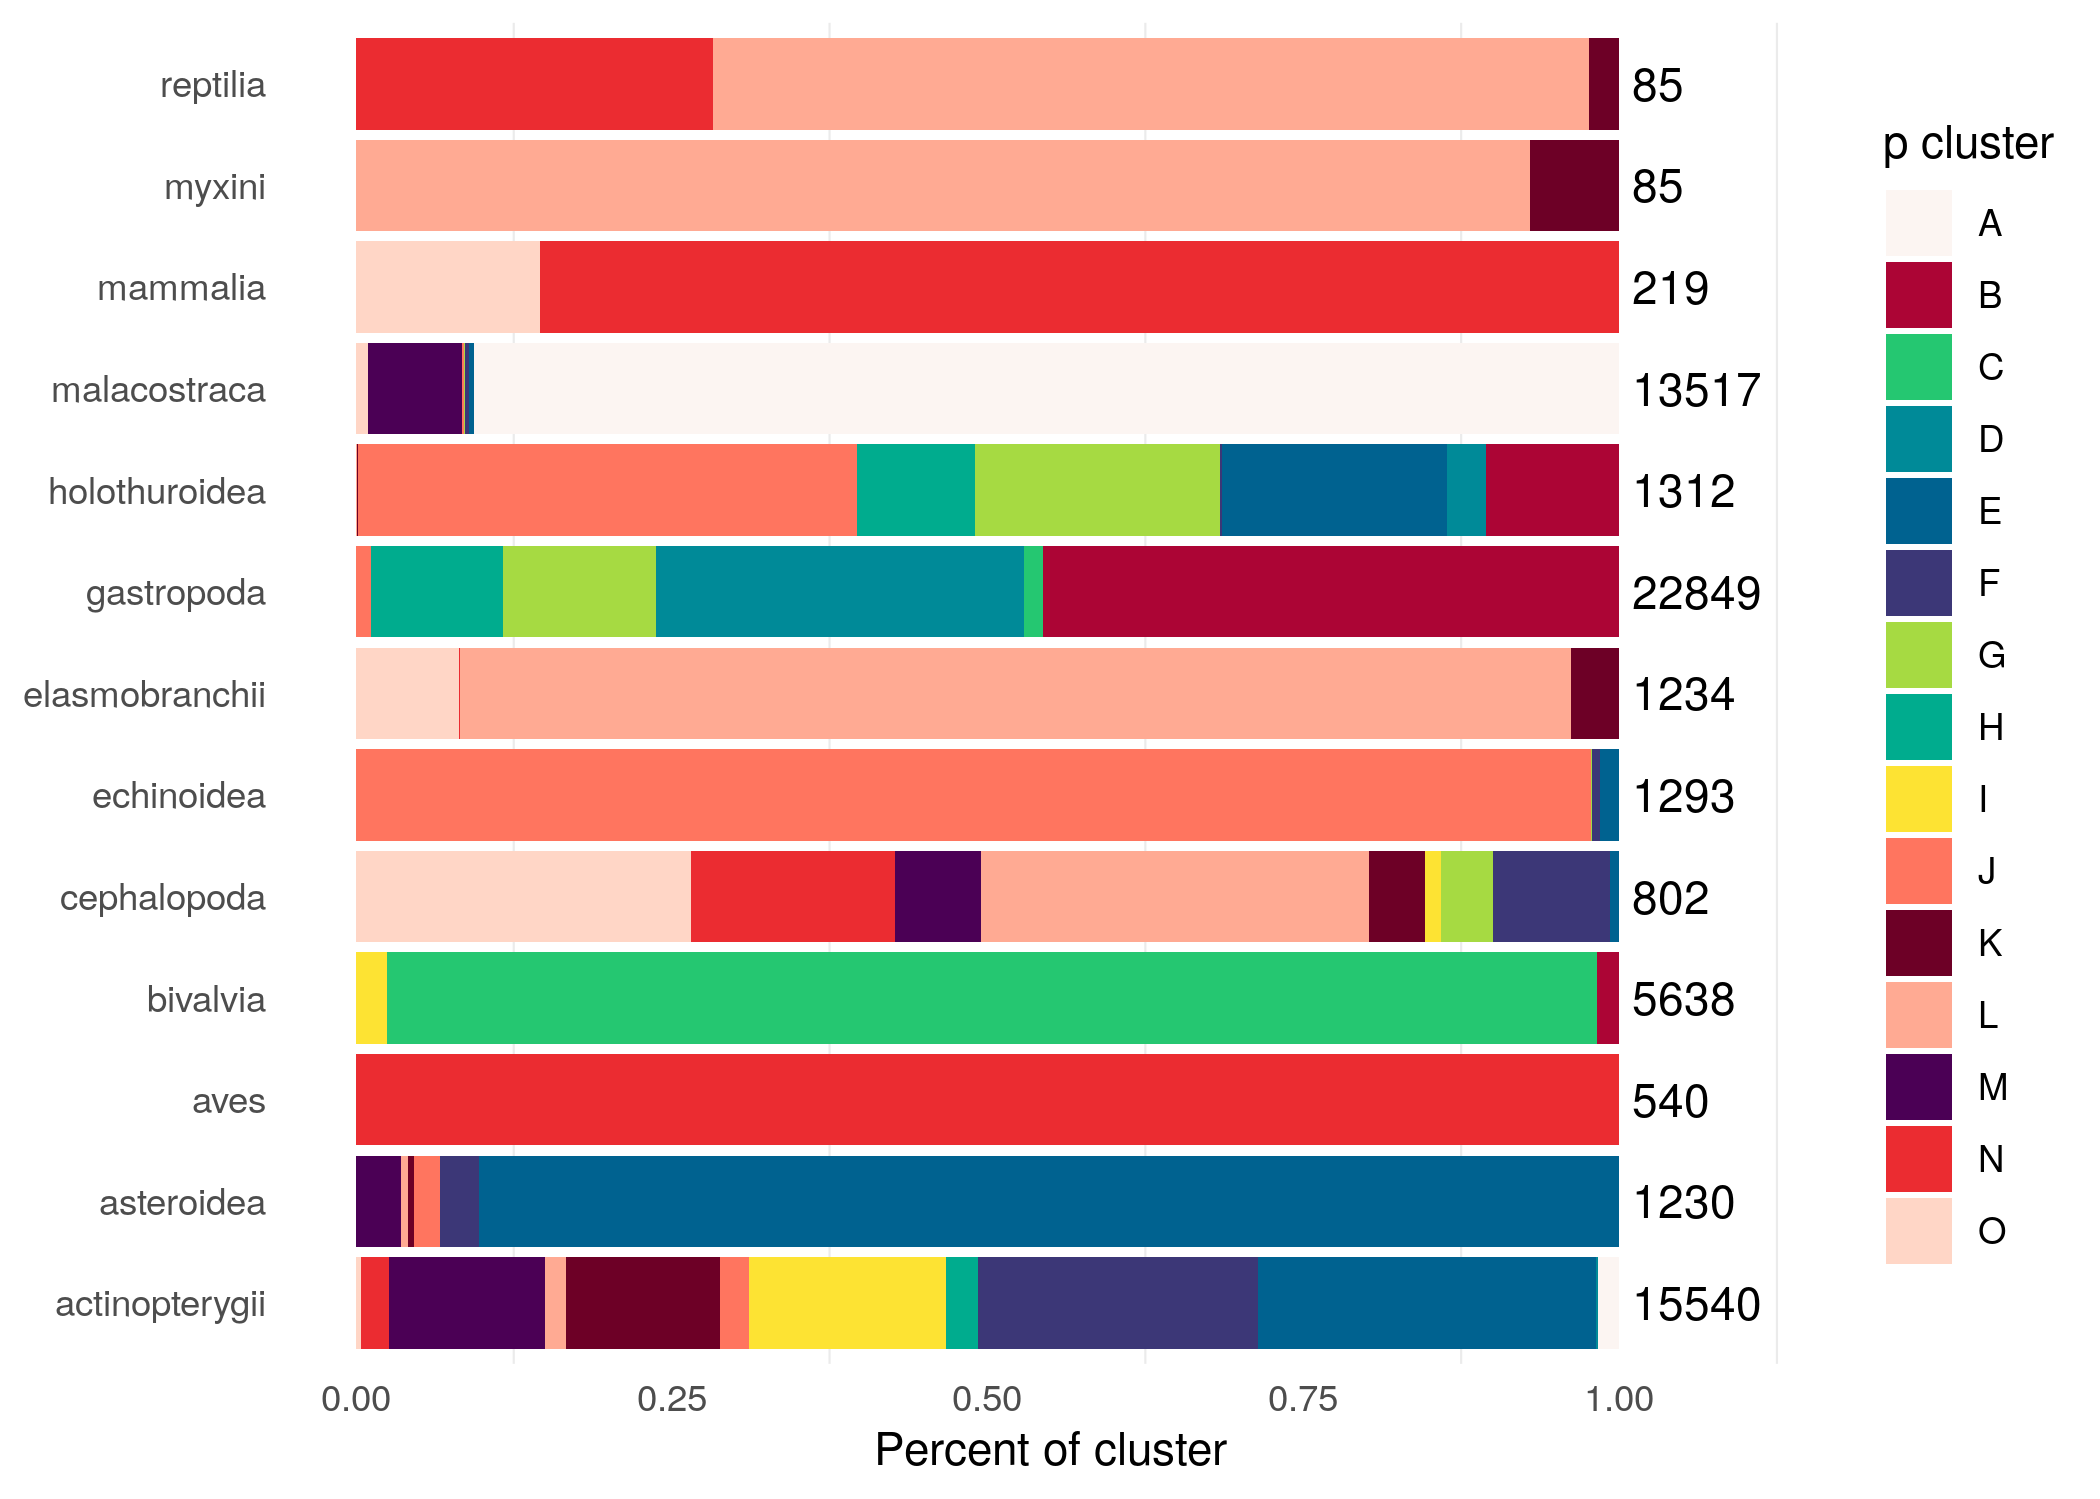 reptilia 85
myxini 85
mammalia 219
malacostraca 13517
holothuroidea 1312
gastropoda 22849
elasmobranchii 1234
echinoidea 1293
cephalopoda 802
bivalvia 5638
aves 540
asteroidea 1230
actinopterygii 15540
0.00 0.25 0.50 0.75 1.00
Percent of cluster
p cluster
A
B
C
D
E
F
G
H
I
J
K
L
M
N
O